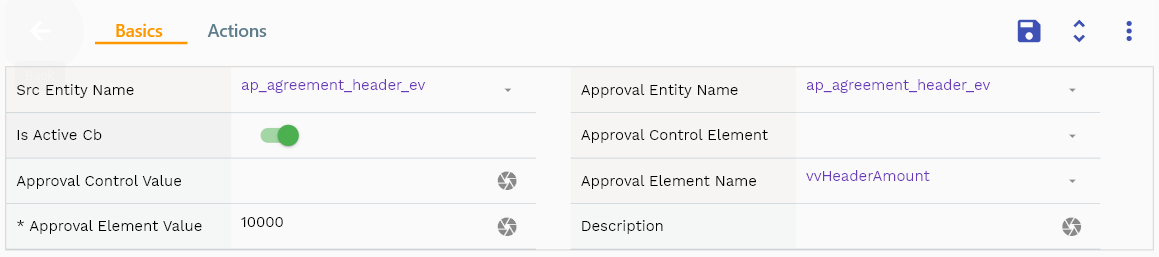 Basics Actions
Src Entity Name ap_agreement_header_ev Approval Entity Name ap_agreement_header_ev
Is Active Cb Approval Control Element
Approval Control Value Approval Element Name vvHeaderAmount
* Approval Element Value 10000 Description